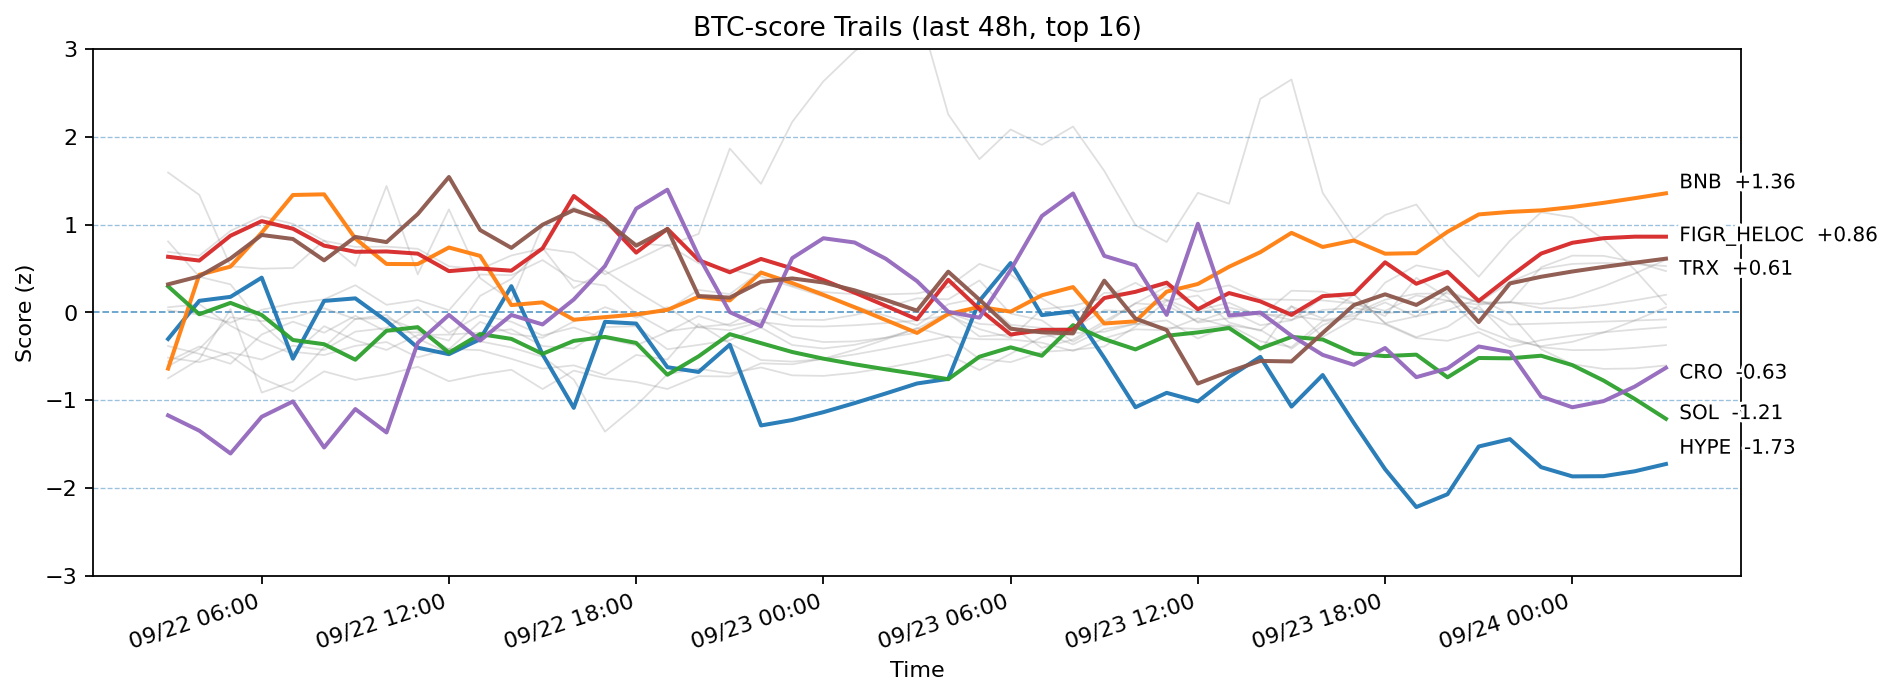 BTC-score Trails (last 48h, top 16)
Score (z)
3
2
1
0
−1
−2
−3
BNB +1.36
FIGR_HELOC +0.86
TRX +0.61
CRO -0.63
SOL -1.21
HYPE -1.73
09/22 06:00
09/22 12:00
09/22 18:00
09/23 00:00
09/23 06:00
09/23 12:00
09/23 18:00
09/24 00:00
Time